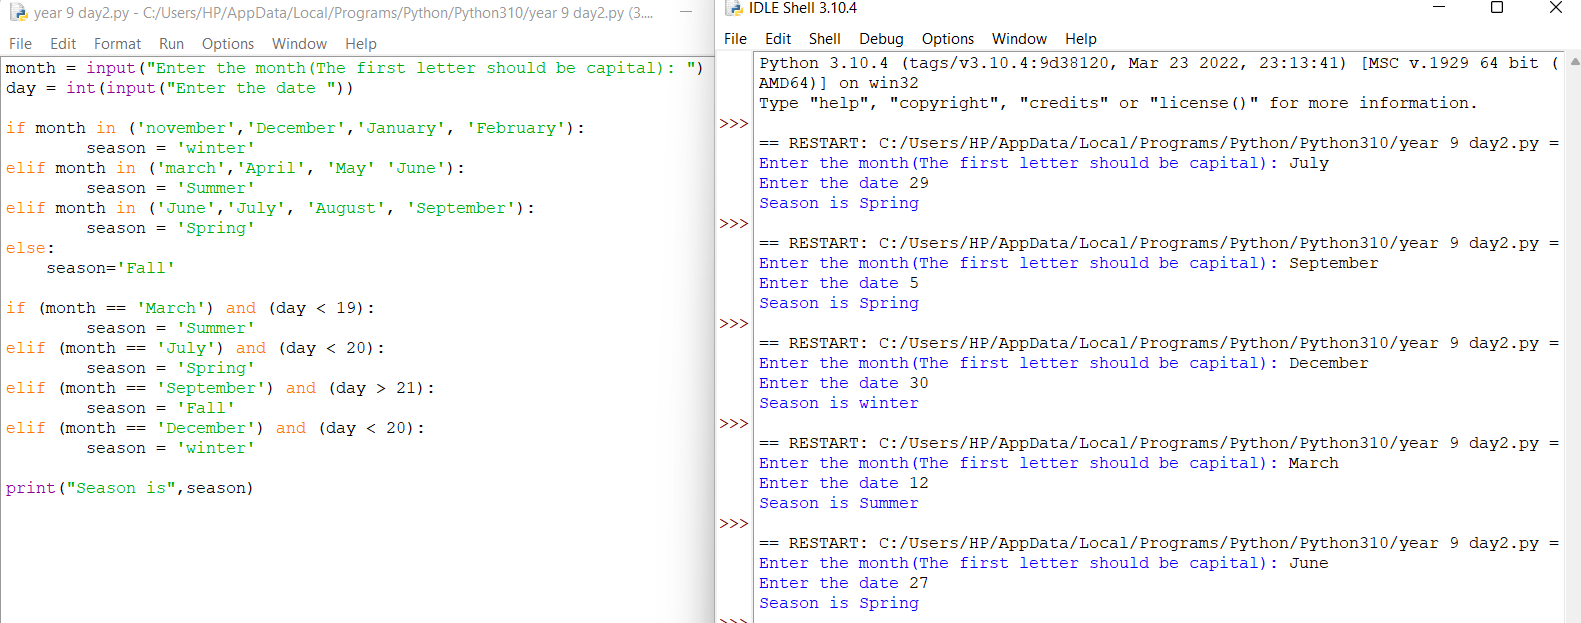 year 9 day2.py - C:/Users/HP/AppData/Local/Programs/Python/Python310/year 9 day2.py (3....
File Edit Format Run Options Window Help
month = input("Enter the month(The first letter should be capital): ")
day = int(input("Enter the date "))
if month in ('november','December','January', 'February'):
        season = 'winter'
elif month in ('march','April', 'May' 'June'):
        season = 'Summer'
elif month in ('June','July', 'August', 'September'):
        season = 'Spring'
else:
    season='Fall'
if (month == 'March') and (day < 19):
        season = 'Summer'
elif (month == 'July') and (day < 20):
        season = 'Spring'
elif (month == 'September') and (day > 21):
        season = 'Fall'
elif (month == 'December') and (day < 20):
        season = 'winter'
print("Season is",season)
IDLE Shell 3.10.4
File Edit Shell Debug Options Window Help
Python 3.10.4 (tags/v3.10.4:9d38120, Mar 23 2022, 23:13:41) [MSC v.1929 64 bit (
AMD64)] on win32
Type "help", "copyright", "credits" or "license()" for more information.
>>>
== RESTART: C:/Users/HP/AppData/Local/Programs/Python/Python310/year 9 day2.py =
Enter the month(The first letter should be capital): July
Enter the date 29
Season is Spring
>>>
== RESTART: C:/Users/HP/AppData/Local/Programs/Python/Python310/year 9 day2.py =
Enter the month(The first letter should be capital): September
Enter the date 5
Season is Spring
>>>
== RESTART: C:/Users/HP/AppData/Local/Programs/Python/Python310/year 9 day2.py =
Enter the month(The first letter should be capital): December
Enter the date 30
Season is winter
>>>
== RESTART: C:/Users/HP/AppData/Local/Programs/Python/Python310/year 9 day2.py =
Enter the month(The first letter should be capital): March
Enter the date 12
Season is Summer
>>>
== RESTART: C:/Users/HP/AppData/Local/Programs/Python/Python310/year 9 day2.py =
Enter the month(The first letter should be capital): June
Enter the date 27
Season is Spring
>>>